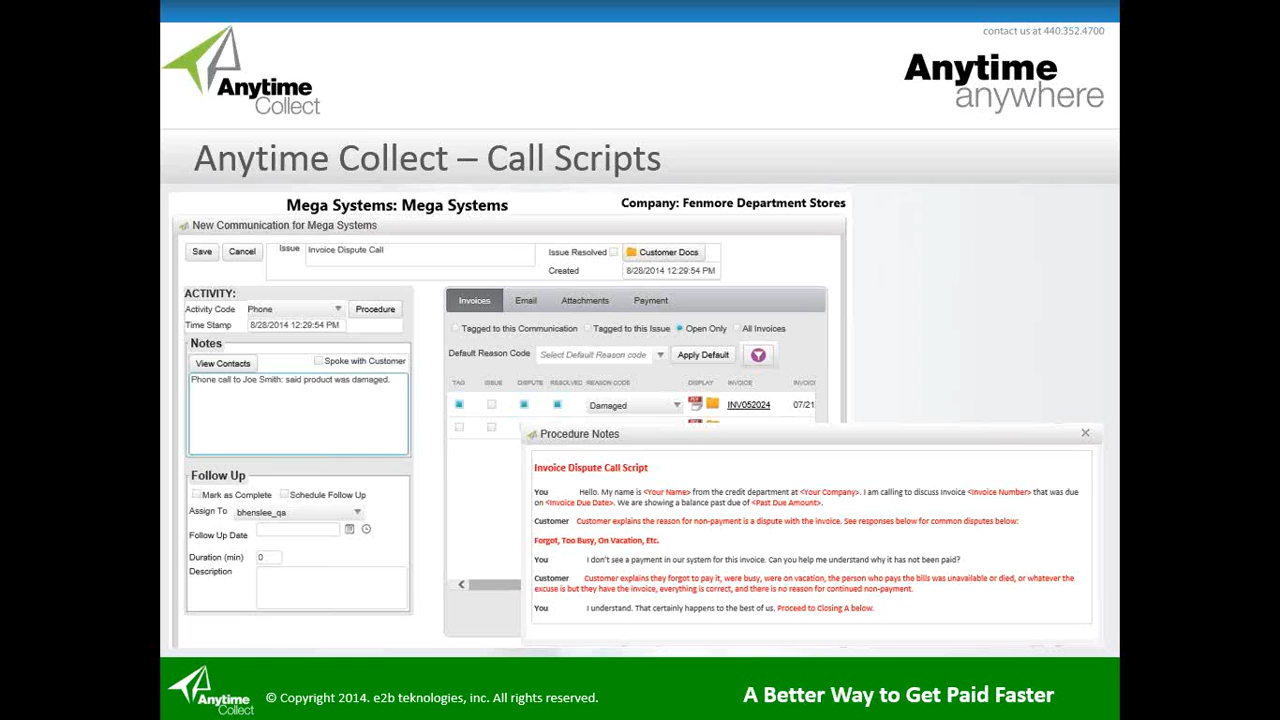 contact us at 440.352.4700
Anytime
Collect
Anytime
anywhere
Anytime Collect – Call Scripts
Mega Systems: Mega Systems
Company: Fenmore Department Stores
New Communication for Mega Systems
Save
Cancel
Issue
Invoice Dispute Call
Issue Resolved
Customer Docs
Created
8/28/2014 12:29:54 PM
ACTIVITY:
Activity Code
Phone
Procedure
Time Stamp
8/28/2014 12:29:54 PM
Notes
View Contacts
Spoke with Customer
Phone call to Joe Smith: said product was damaged.
Follow Up
Mark as Complete
Schedule Follow Up
Assign To
bhenslee_qa
Follow Up Date
Duration (min)
0
Description
Invoices
Email
Attachments
Payment
Tagged to this Communication
Tagged to this Issue
Open Only
All Invoices
Default Reason Code
Select Default Reason code
Apply Default
TAG
ISSUE
DISPUTE
RESOLVED
REASON CODE
DISPLAY
INVOICE
INVOI
Damaged
INV052024
07/21
Procedure Notes
Invoice Dispute Call Script
You Hello. My name is <Your Name> from the credit department at <Your Company>. I am calling to discuss Invoice <Invoice Number> that was due
on <Invoice Due Date>. We are showing a balance past due of <Past Due Amount>.
Customer Customer explains the reason for non-payment is a dispute with the invoice. See responses below for common disputes below:
Forgot, Too Busy, On Vacation, Etc.
You I don't see a payment in our system for this invoice. Can you help me understand why it has not been paid?
Customer Customer explains they forgot to pay it, were busy, were on vacation, the person who pays the bills was unavailable or died, or whatever the
excuse is but they have the invoice, everything is correct, and there is no reason for continued non-payment.
You I understand. That certainly happens to the best of us. Proceed to Closing A below.
Anytime
Collect
© Copyright 2014. e2b teknologies, inc. All rights reserved.
A Better Way to Get Paid Faster